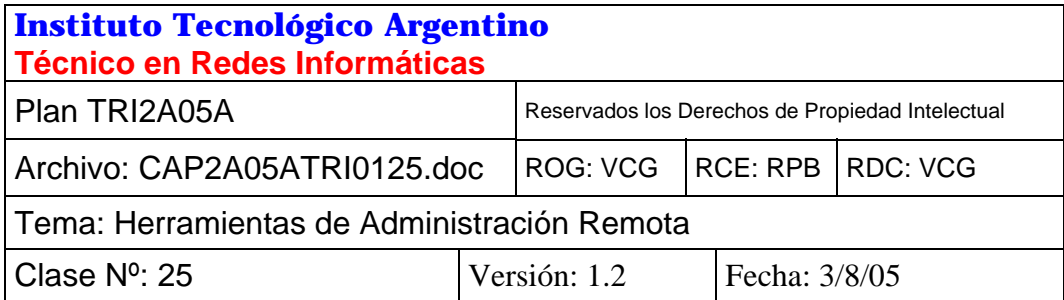 Instituto Tecnológico Argentino
Técnico en Redes Informáticas
Plan TRI2A05A
Reservados los Derechos de Propiedad Intelectual
Archivo: CAP2A05ATRI0125.doc
ROG: VCG
RCE: RPB
RDC: VCG
Tema: Herramientas de Administración Remota
Clase Nº: 25
Versión: 1.2
Fecha: 3/8/05